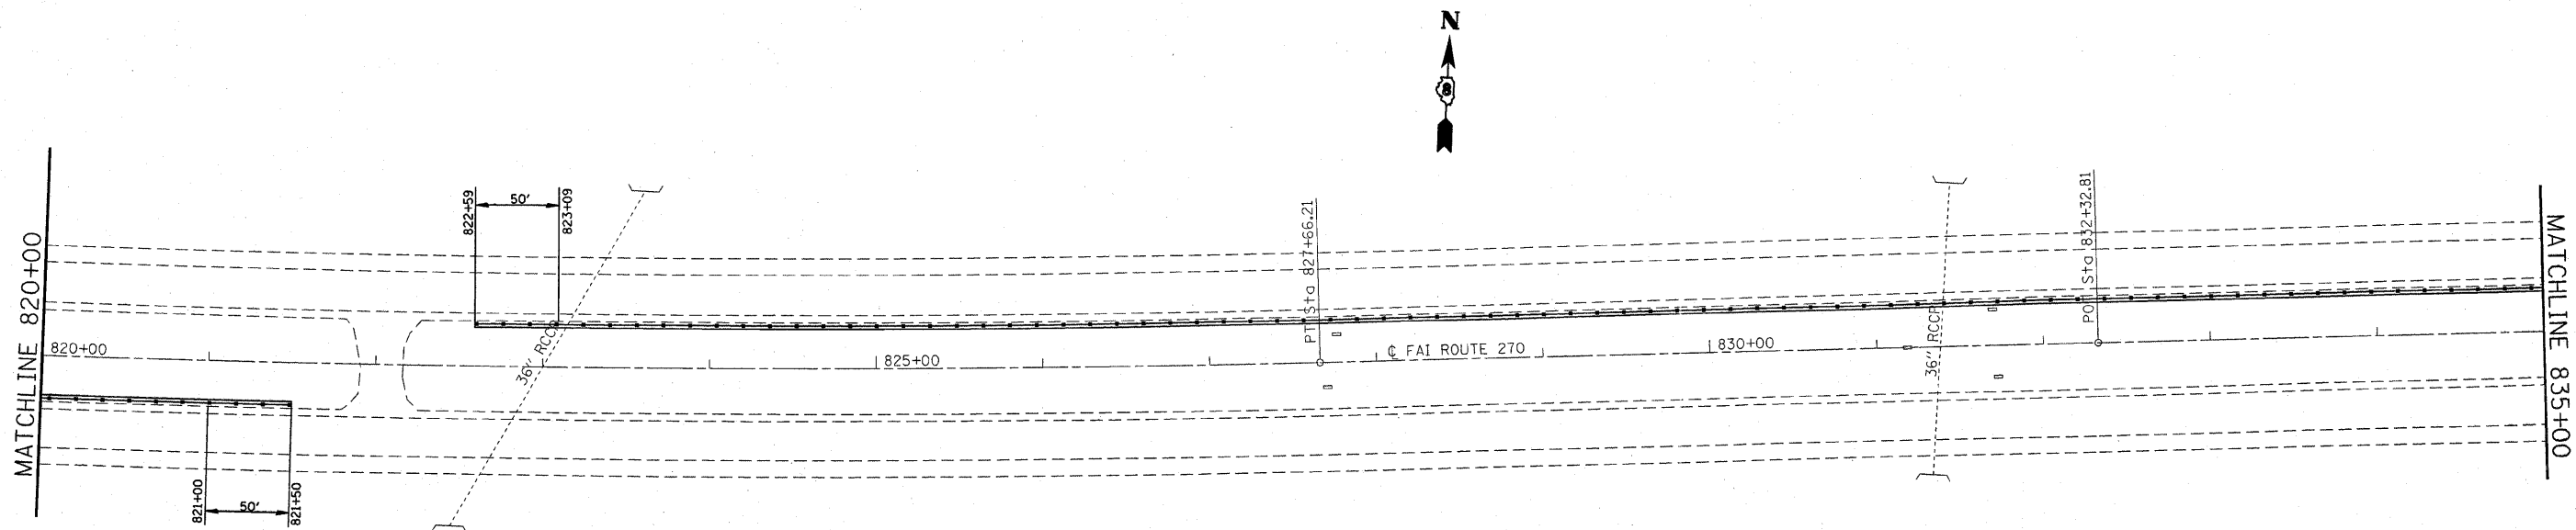 N
8
MATCHLINE 820+00
820+00
822+59
50'
823+09
36" RCCP
821+00
50'
821+50
825+00
PT Sta 827+66.21
℄ FAI ROUTE 270
830+00
36" RCCP
POT Sta 832+32.81
MATCHLINE 835+00